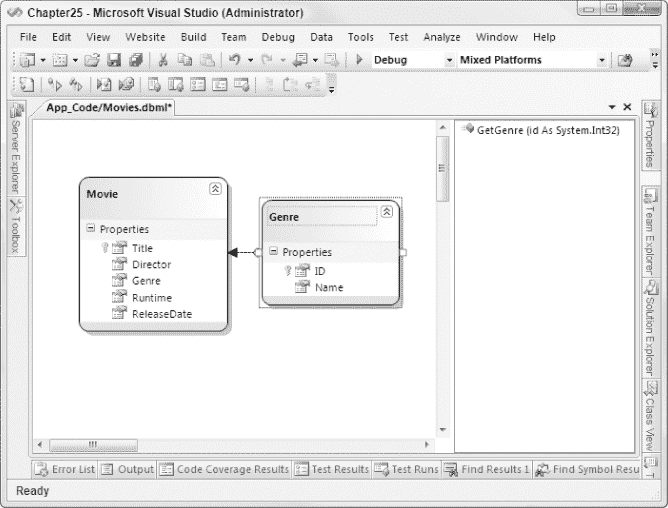 Chapter25 - Microsoft Visual Studio (Administrator)
File Edit View Website Build Team Debug Data Tools Test Analyze Window Help
Debug Mixed Platforms
App_Code/Movies.dbml*
Server Explorer
Toolbox
Movie
Properties
Title
Director
Genre
Runtime
ReleaseDate
Genre
Properties
ID
Name
GetGenre (id As System.Int32)
Properties
Team Explorer
Solution Explorer
Class View
Error List Output Code Coverage Results Test Results Test Runs Find Results 1 Find Symbol Resu
Ready